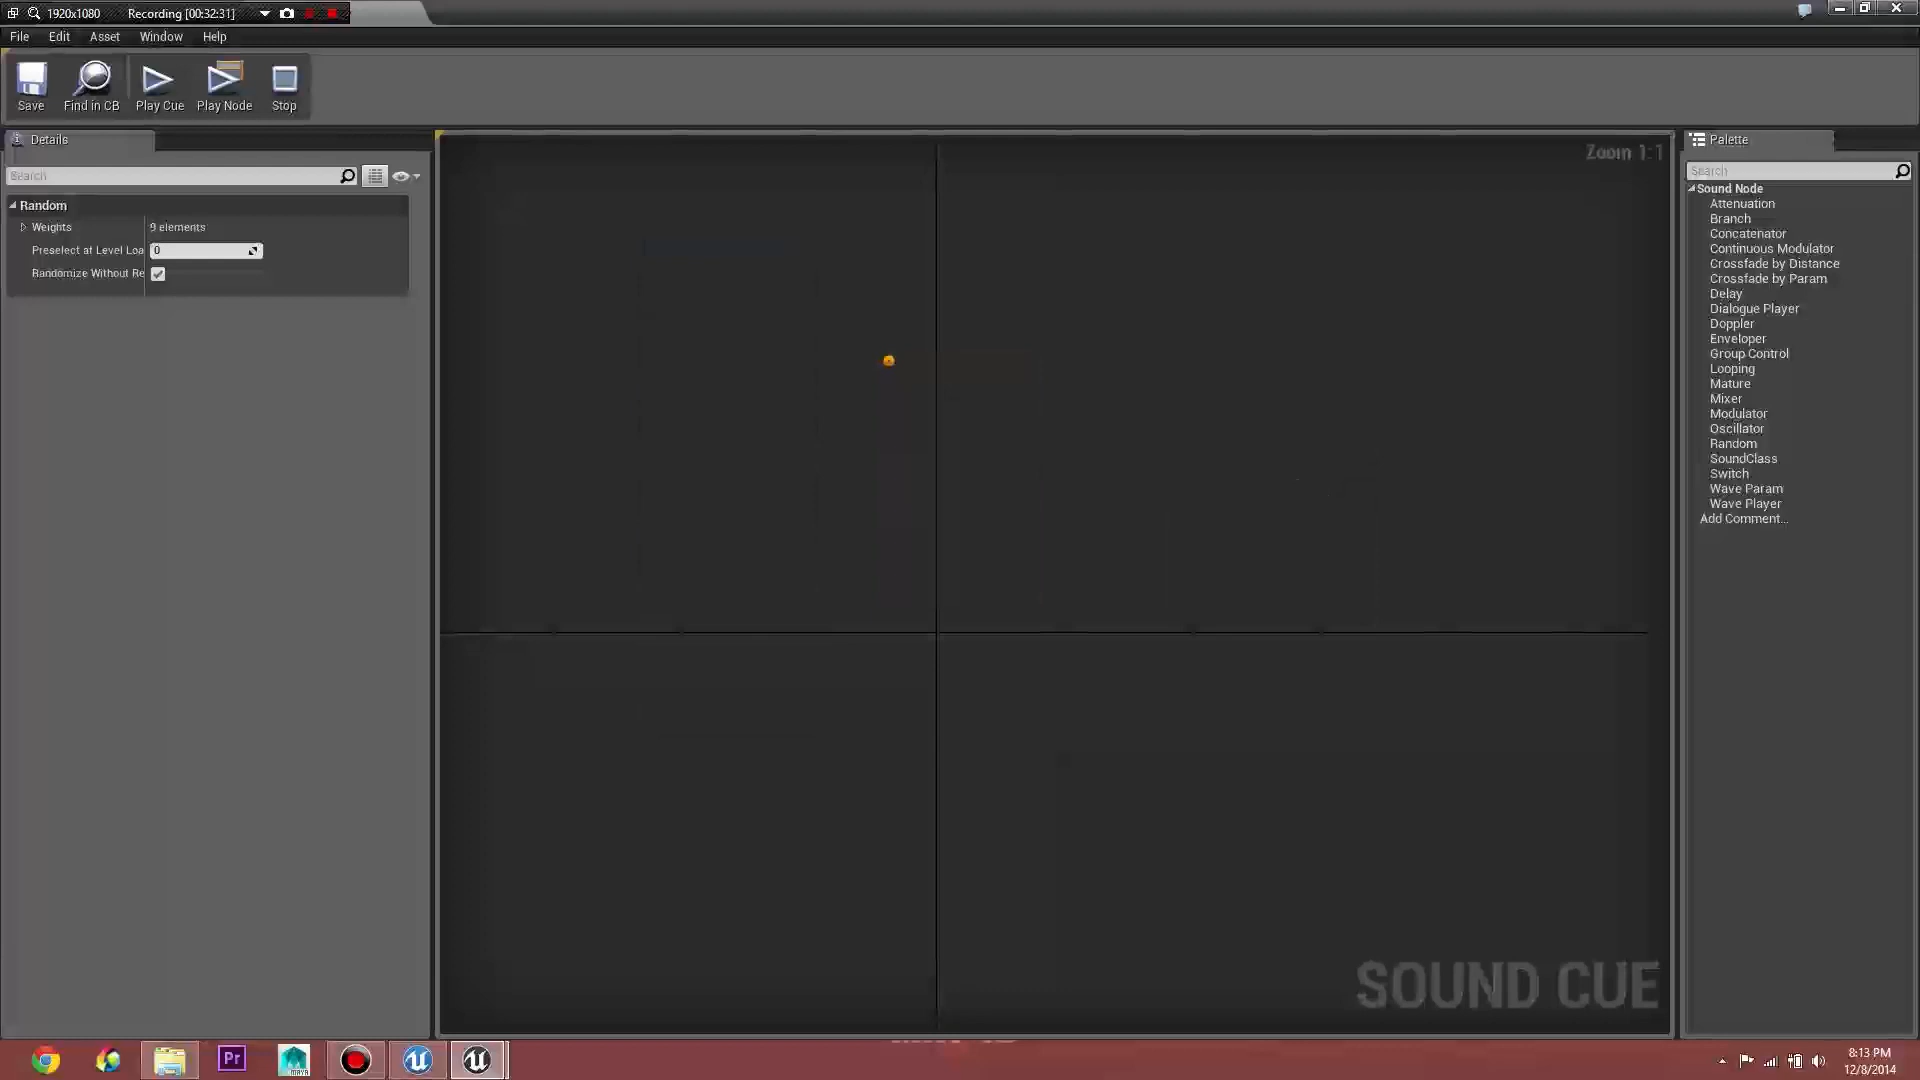 1920x1080 Recording [00:32:31]
File Edit Asset Window Help
Save Find in CB Play Cue Play Node Stop
Details
Search
Random
Weights 9 elements
Preselect at Level Loa 0
Randomize Without Re
Zoom 1:1
SOUND CUE
Palette
Search
Sound Node
Attenuation
Branch
Concatenator
Continuous Modulator
Crossfade by Distance
Crossfade by Param
Delay
Dialogue Player
Doppler
Enveloper
Group Control
Looping
Mature
Mixer
Modulator
Oscillator
Random
SoundClass
Switch
Wave Param
Wave Player
Add Comment...
Pr
MAYA
8:13 PM
12/8/2014